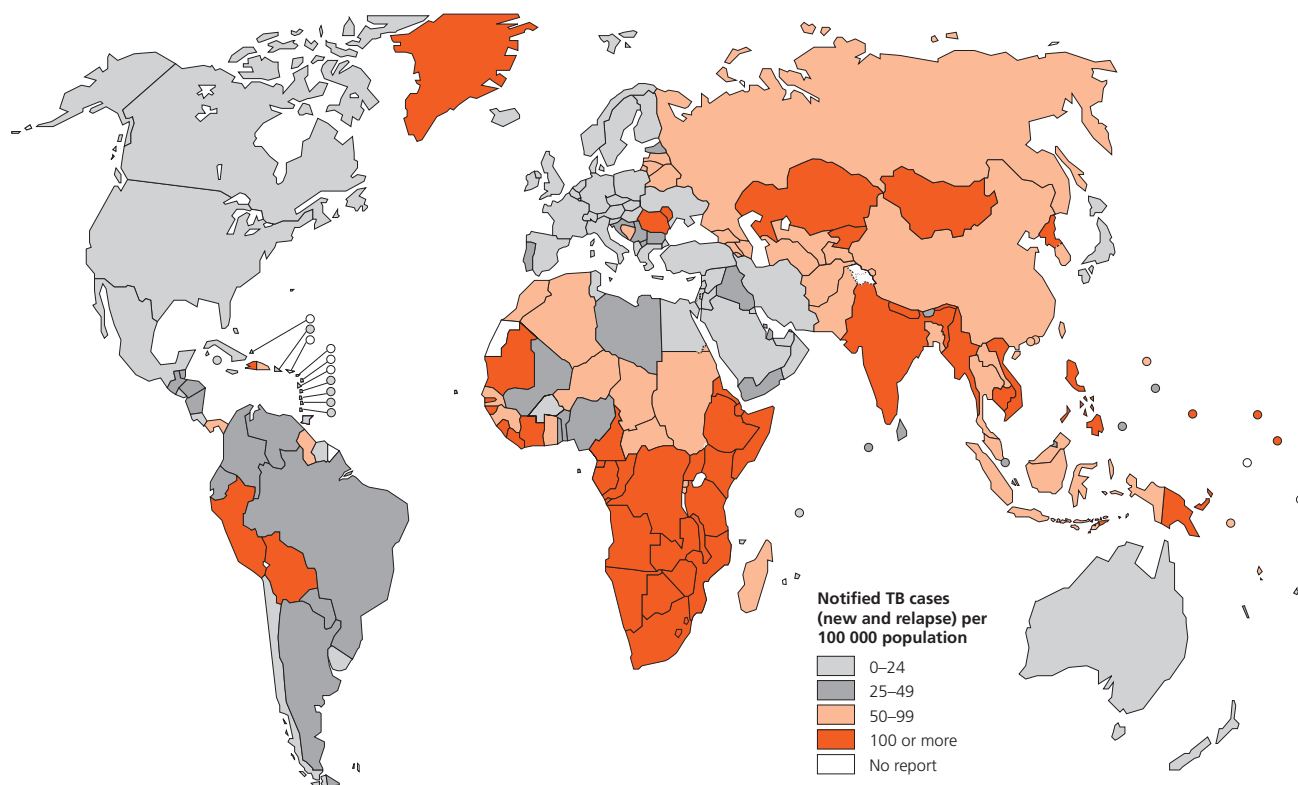 Notified TB cases
(new and relapse) per
100 000 population
0–24
25–49
50–99
100 or more
No report